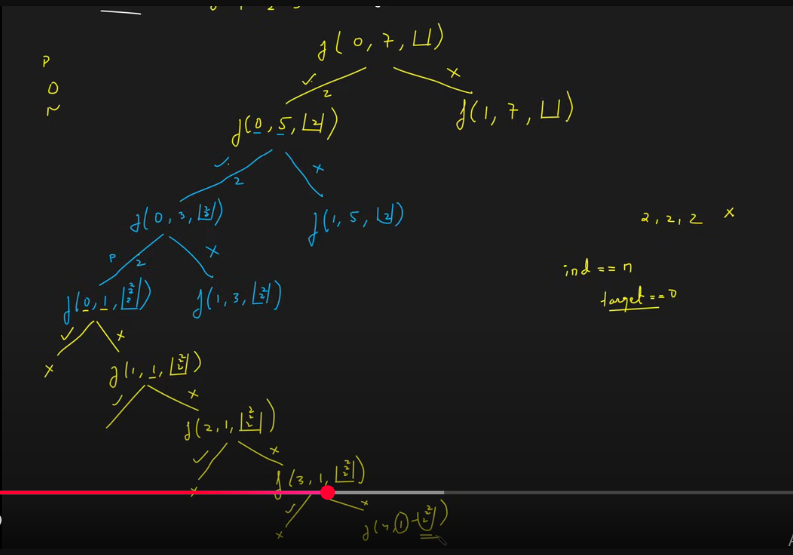 f(0, 7, [])
✓ 2 x
P
O
N
f(0, 5, [2]) f(1, 7, [])
✓ 2 x
f(0, 3, [2 2]) f(1, 5, [2])
2, 2, 2 x
P 2 x
ind == n
target == 0
f(0, 1, [2 2 2]) f(1, 3, [2 2])
✓ x
x f(1, 1, [2 2 2])
✓ x
f(2, 1, [2 2 2])
✓ x
x f(3, 1, [2 2 2])
✓ x
x f(4, 1, [2 2 2])